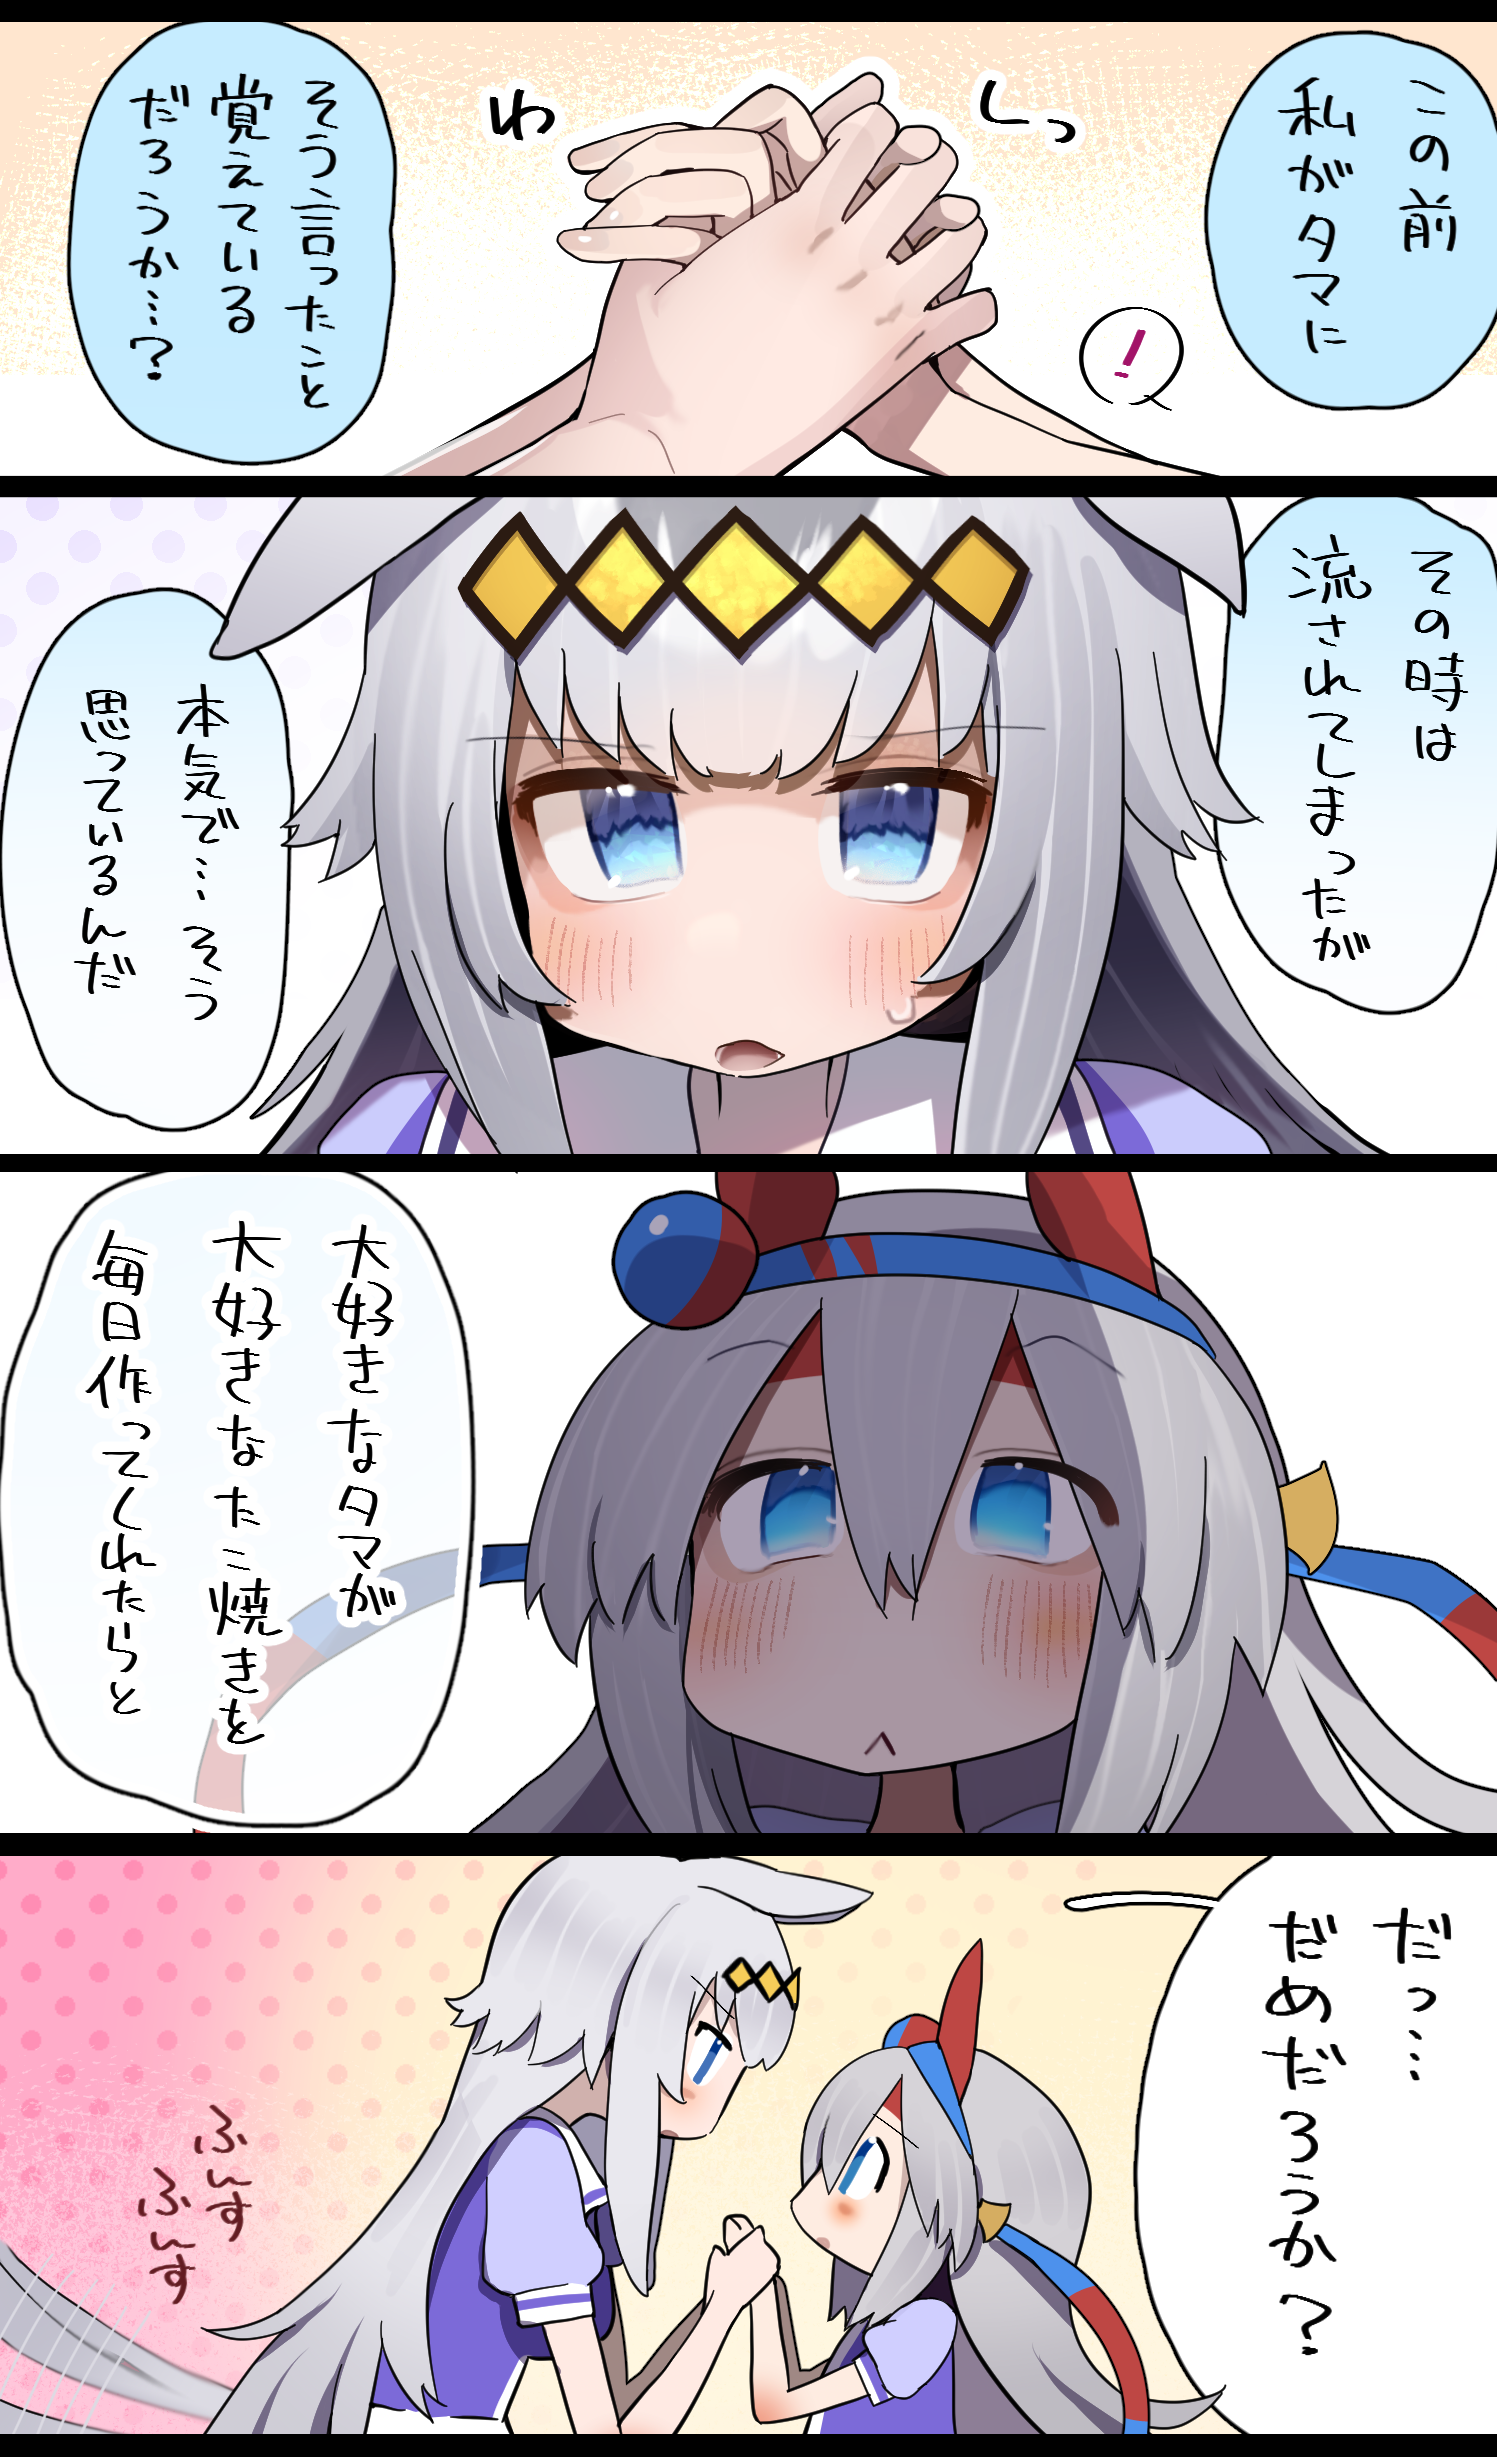 この前
私がタマに
しっ
わ
!
そう言ったこと
覚えている
だろうか…?
その時は
流されてしまったが
本気で…そう
思っているんだ
大好きなタマが
大好きなたこ焼きを
毎日作ってくれたらと
だっ…
だめだろうか?
ふんす
ふんす